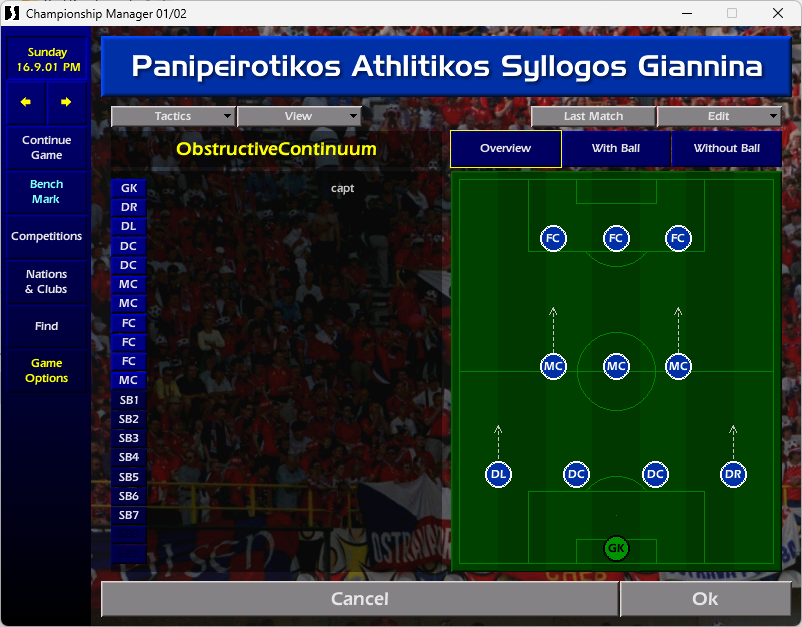 Championship Manager 01/02
Sunday
16.9.01 PM
Continue
Game
Bench
Mark
Competitions
Nations
& Clubs
Find
Game
Options
Panipeirotikos Athlitikos Syllogos Giannina
Tactics
View
Last Match
Edit
ObstructiveContinuum
Overview
With Ball
Without Ball
GK capt
DR
DL
DC
DC
MC
MC
FC
FC
FC
MC
SB1
SB2
SB3
SB4
SB5
SB6
SB7
FC FC FC
MC MC MC
DL DC DC DR
GK
Cancel
Ok